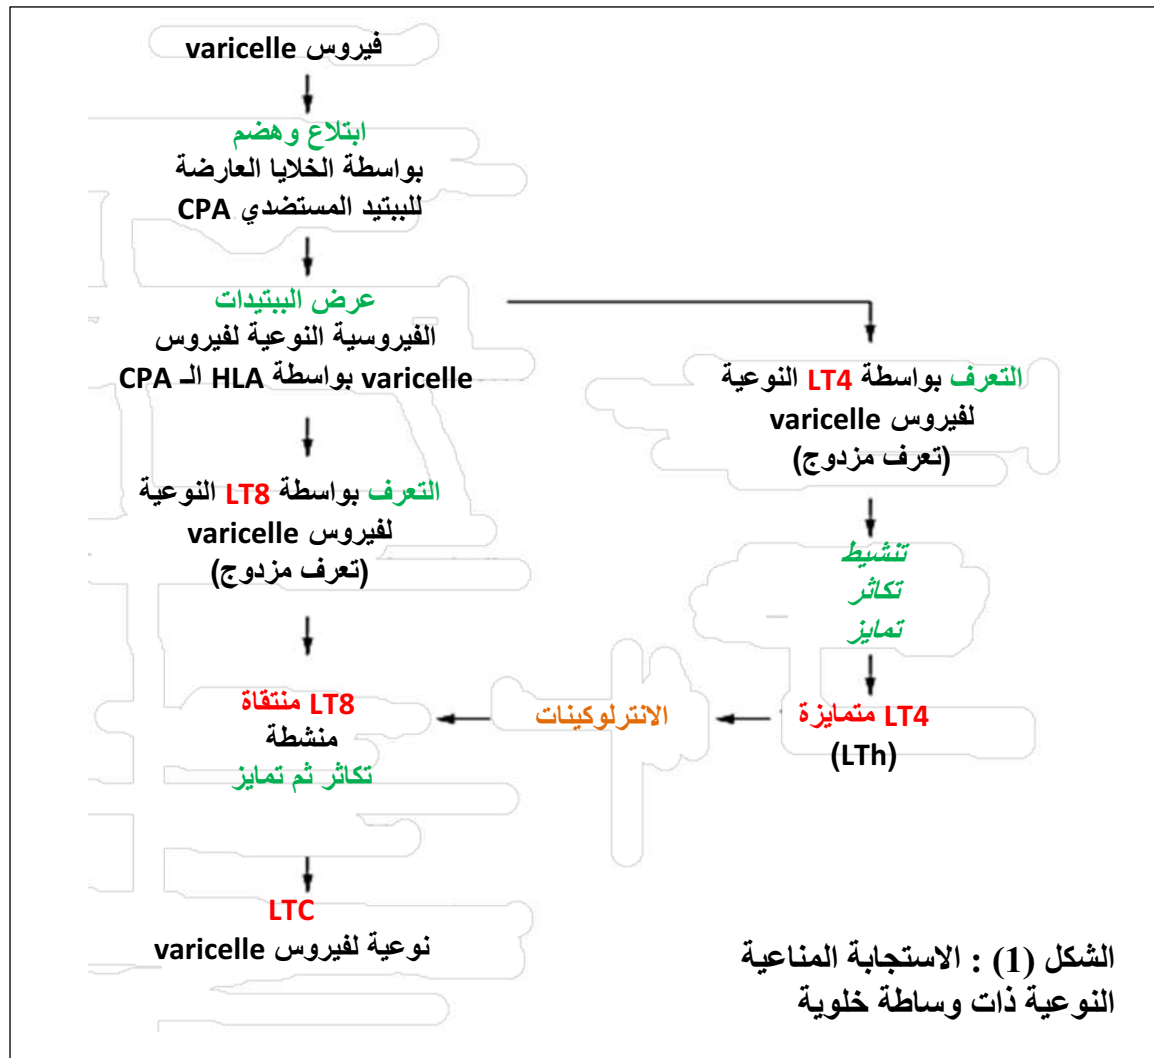 فيروس varicelle
ابتلاع وهضم
بواسطة الخلايا العارضة
للببتيد المستضدي CPA
عرض الببتيدات
الفيروسية النوعية لفيروس
varicelle بواسطة HLA الـ CPA
التعرف بواسطة LT4 النوعية
لفيروس varicelle
(تعرف مزدوج)
التعرف بواسطة LT8 النوعية
لفيروس varicelle
(تعرف مزدوج)
تنشيط
تكاثر
تمايز
LT4 متمايزة
(LTh)
الانترلوكينات
LT8 منتقاة
منشطة
تكاثر ثم تمايز
LTC
نوعية لفيروس varicelle
الشكل (1) : الاستجابة المناعية
النوعية ذات وساطة خلوية